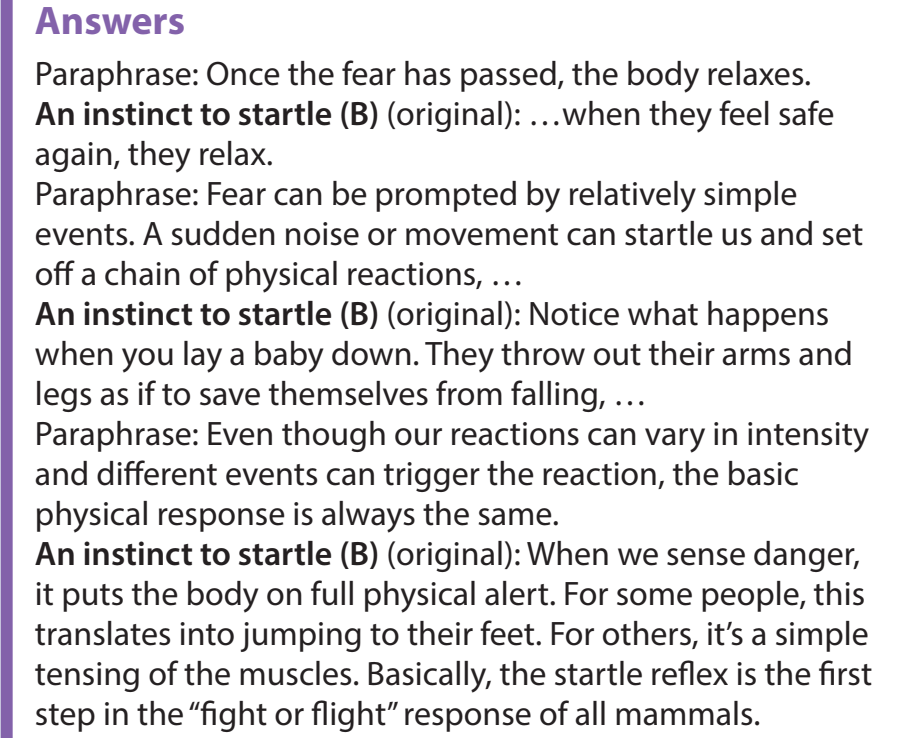 Answers
Paraphrase: Once the fear has passed, the body relaxes.
An instinct to startle (B) (original): …when they feel safe
again, they relax.
Paraphrase: Fear can be prompted by relatively simple
events. A sudden noise or movement can startle us and set
off a chain of physical reactions, …
An instinct to startle (B) (original): Notice what happens
when you lay a baby down. They throw out their arms and
legs as if to save themselves from falling, …
Paraphrase: Even though our reactions can vary in intensity
and different events can trigger the reaction, the basic
physical response is always the same.
An instinct to startle (B) (original): When we sense danger,
it puts the body on full physical alert. For some people, this
translates into jumping to their feet. For others, it’s a simple
tensing of the muscles. Basically, the startle reflex is the first
step in the “fight or flight” response of all mammals.